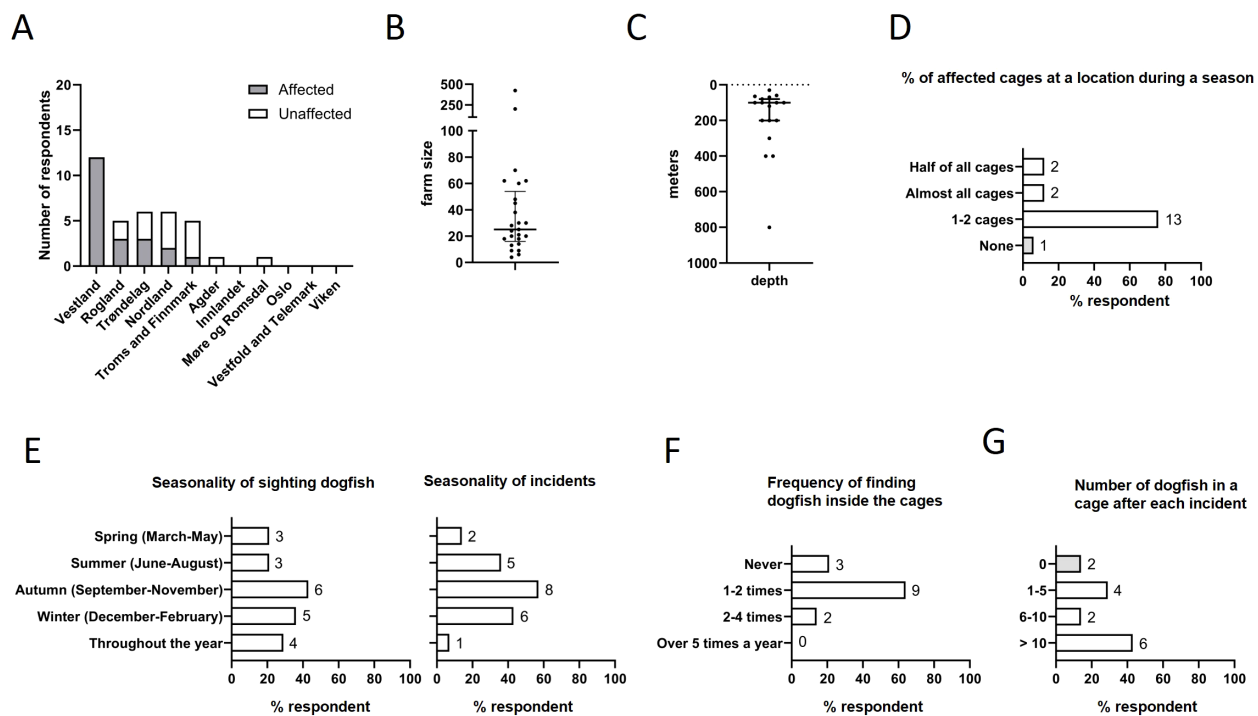 A
Number of respondents
20
15
10
5
0
Affected
Unaffected
Vestland
Rogland
Trøndelag
Nordland
Troms and Finnmark
Agder
Innlandet
Møre og Romsdal
Oslo
Vestfold and Telemark
Viken
B
farm size
500
250
100
80
60
40
20
0
C
meters
0
200
400
600
800
1000
depth
D
% of affected cages at a location during a season
Half of all cages 2
Almost all cages 2
1-2 cages 13
None 1
0 20 40 60 80 100
% respondent
E
Seasonality of sighting dogfish
Spring (March-May) 3
Summer (June-August) 3
Autumn (September-November) 6
Winter (December-February) 5
Throughout the year 4
0 20 40 60 80 100
% respondent
Seasonality of incidents
2
5
8
6
1
0 20 40 60 80 100
% respondent
F
Frequency of finding
dogfish inside the cages
Never 3
1-2 times 9
2-4 times 2
Over 5 times a year 0
0 20 40 60 80 100
% respondent
G
Number of dogfish in a
cage after each incident
0 2
1-5 4
6-10 2
> 10 6
0 20 40 60 80 100
% respondent